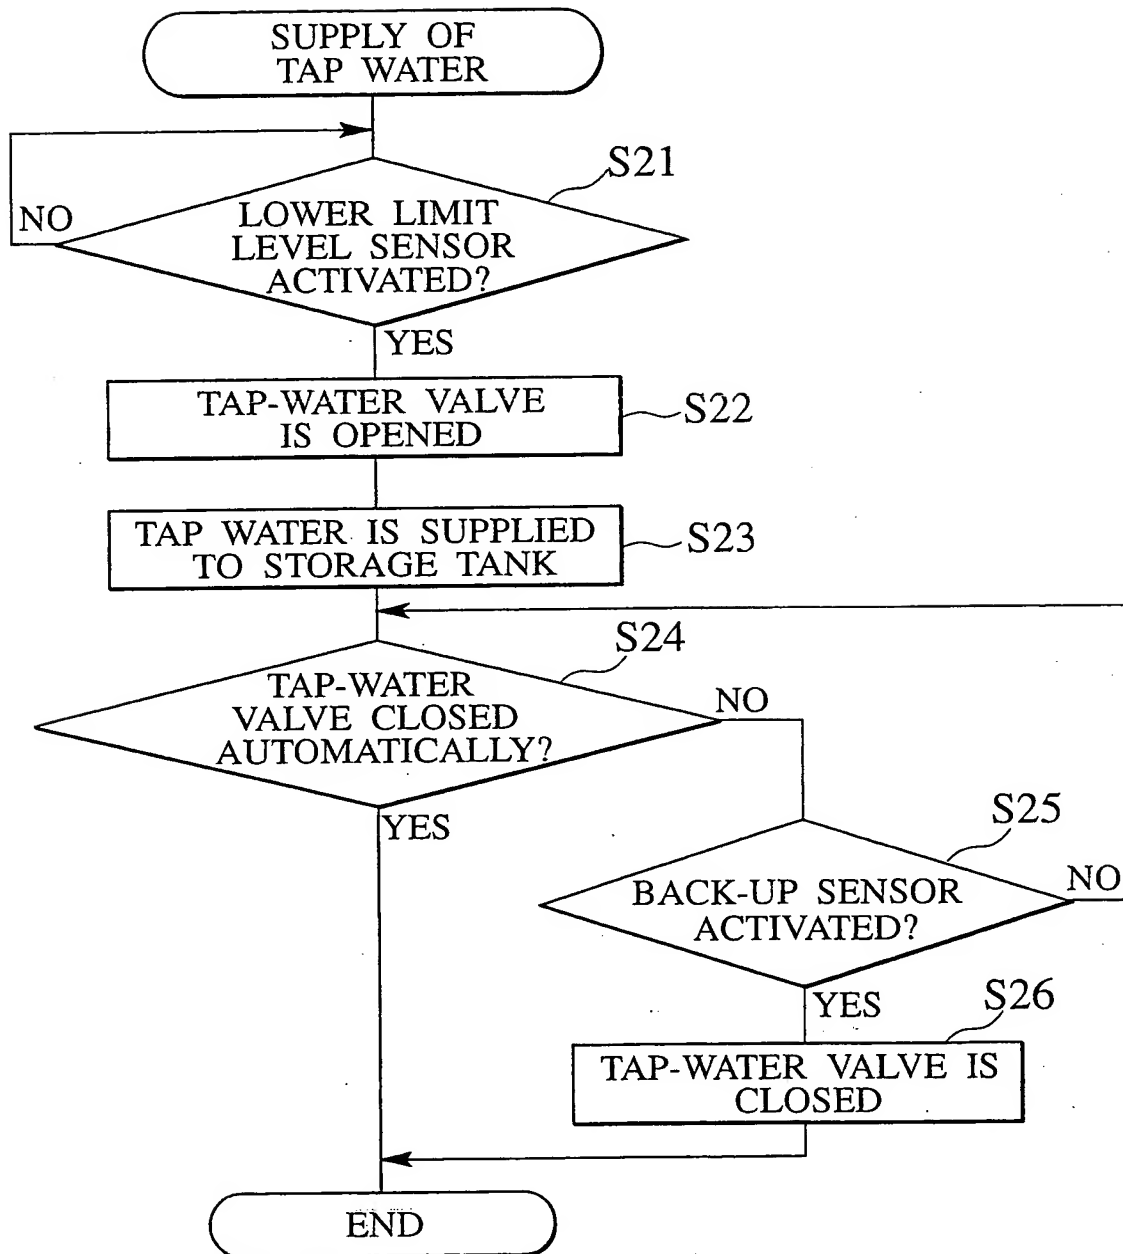 SUPPLY OF
TAP WATER
S21
NO
LOWER LIMIT
LEVEL SENSOR
ACTIVATED?
YES
TAP-WATER VALVE
IS OPENED
S22
TAP WATER IS SUPPLIED
TO STORAGE TANK
S23
S24
TAP-WATER
VALVE CLOSED
AUTOMATICALLY?
NO
YES
S25
BACK-UP SENSOR
ACTIVATED?
NO
YES
S26
TAP-WATER VALVE IS
CLOSED
END